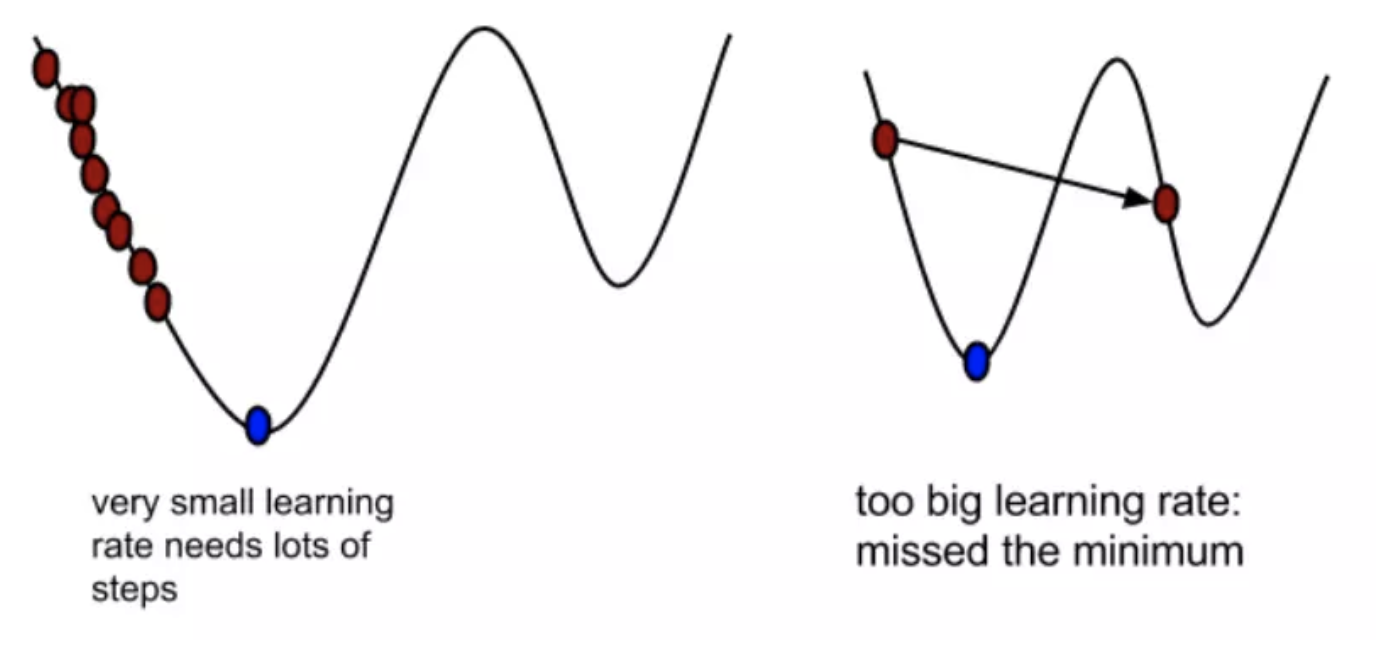 very small learning
rate needs lots of
steps
too big learning rate:
missed the minimum